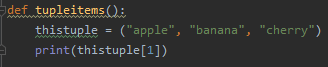 def tupleitems():
    thistuple = ("apple", "banana", "cherry")
    print(thistuple[1])